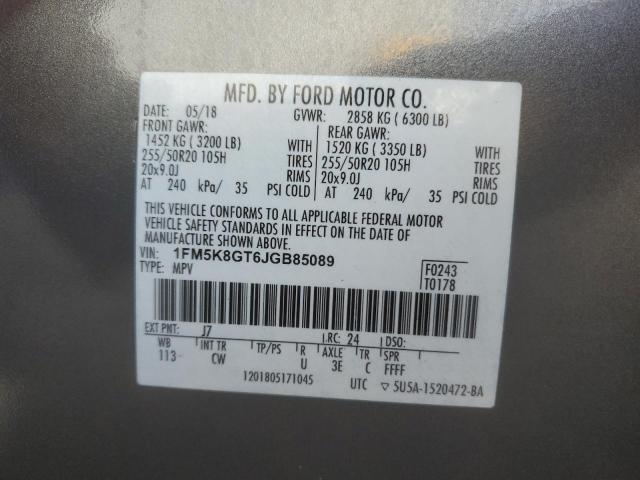 MFD. BY FORD MOTOR CO.
DATE: 05/18 GVWR: 2858 KG ( 6300 LB)
FRONT GAWR: REAR GAWR:
1452 KG ( 3200 LB) WITH 1520 KG ( 3350 LB) WITH
255/50R20 105H TIRES 255/50R20 105H TIRES
20x9.0J RIMS 20x9.0J RIMS
AT 240 kPa/ 35 PSI COLD AT 240 kPa/ 35 PSI COLD
THIS VEHICLE CONFORMS TO ALL APPLICABLE FEDERAL MOTOR
VEHICLE SAFETY STANDARDS IN EFFECT ON THE DATE OF
MANUFACTURE SHOWN ABOVE.
VIN: 1FM5K8GT6JGB85089
TYPE: MPV
F0243
T0178
EXT PNT: J7 RC: 24 DSO:
WB INT TR TP/PS R AXLE TR SPR
113 CW U 3E C FFFF
1201805171045 UTC ▽ 5U5A-1520472-BA